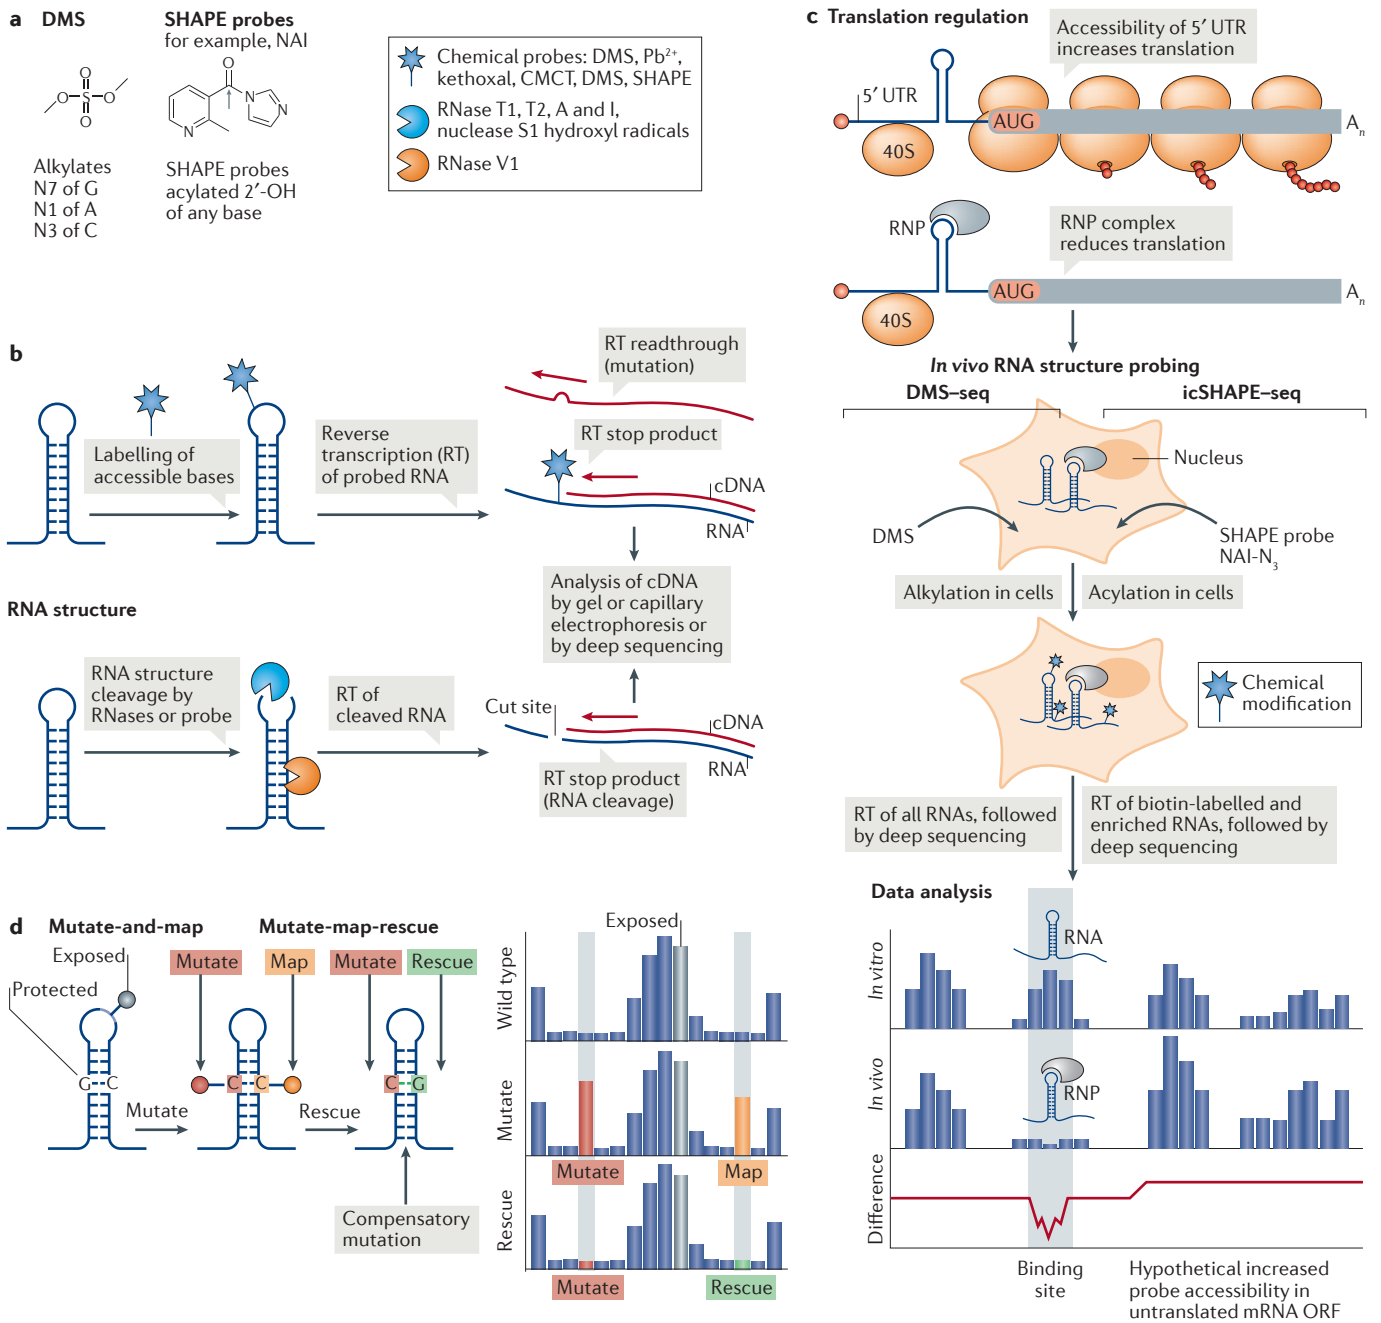 a DMS
SHAPE probes
for example, NAI
O
O
S
O
O
O
N
N
N
Alkylates
N7 of G
N1 of A
N3 of C
SHAPE probes
acylated 2′-OH
of any base
Chemical probes: DMS, Pb²⁺,
kethoxal, CMCT, DMS, SHAPE
RNase T1, T2, A and I,
nuclease S1 hydroxyl radicals
RNase V1
b
Labelling of
accessible bases
Reverse
transcription (RT)
of probed RNA
RT readthrough
(mutation)
RT stop product
cDNA
RNA
Analysis of cDNA
by gel or capillary
electrophoresis or
by deep sequencing
RNA structure
RNA structure
cleavage by
RNases or probe
RT of
cleaved RNA
Cut site
cDNA
RNA
RT stop product
(RNA cleavage)
c Translation regulation
Accessibility of 5′ UTR
increases translation
5′ UTR
40S
AUG
Aₙ
RNP
RNP complex
reduces translation
40S
AUG
Aₙ
In vivo RNA structure probing
DMS–seq
icSHAPE–seq
Nucleus
DMS
SHAPE probe
NAI-N₃
Alkylation in cells
Acylation in cells
Chemical
modification
RT of all RNAs, followed
by deep sequencing
RT of biotin-labelled and
enriched RNAs, followed by
deep sequencing
Data analysis
In vitro
RNA
In vivo
RNP
Difference
Binding
site
Hypothetical increased
probe accessibility in
untranslated mRNA ORF
d Mutate-and-map
Mutate-map-rescue
Exposed
Protected
Mutate
Map
Mutate
Rescue
G
C
C
C
C
G
Mutate
Rescue
Compensatory
mutation
Exposed
Wild type
Mutate
Mutate
Map
Rescue
Mutate
Rescue